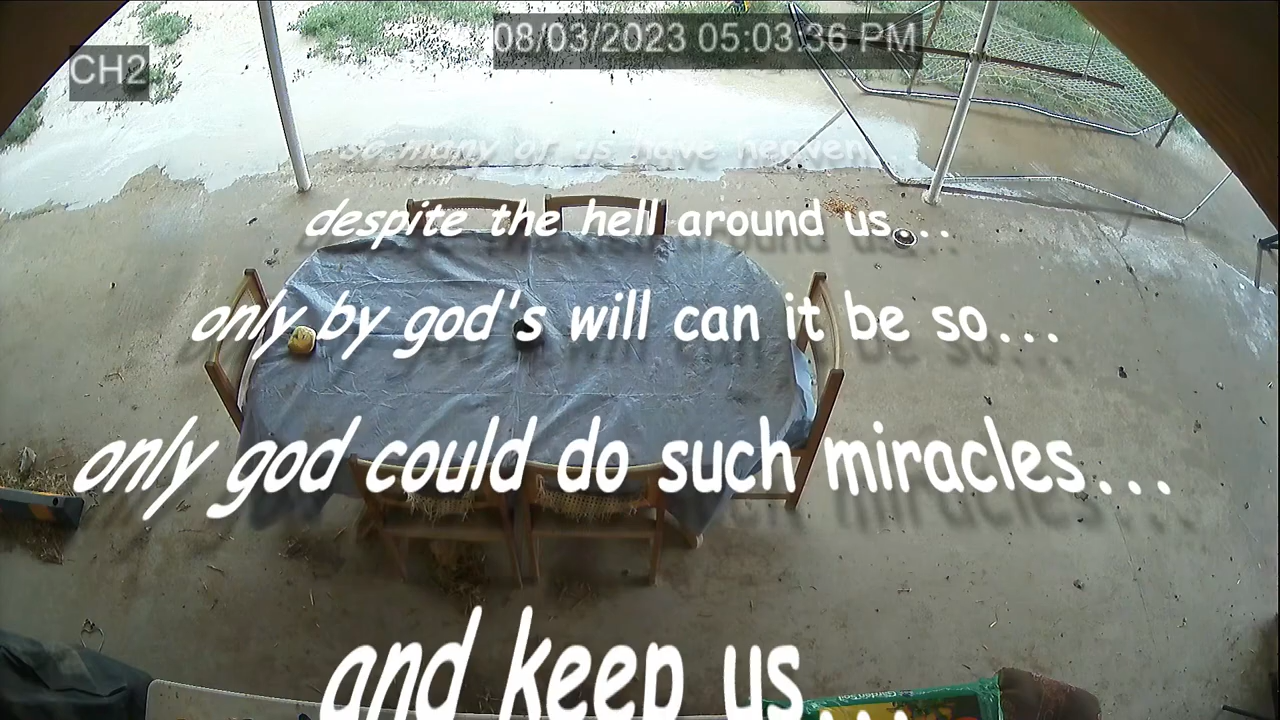 08/03/2023 05:03:36 PM
CH2
so many of us have heaven
despite the hell around us...
only by god's will can it be so...
only god could do such miracles...
and keep us...